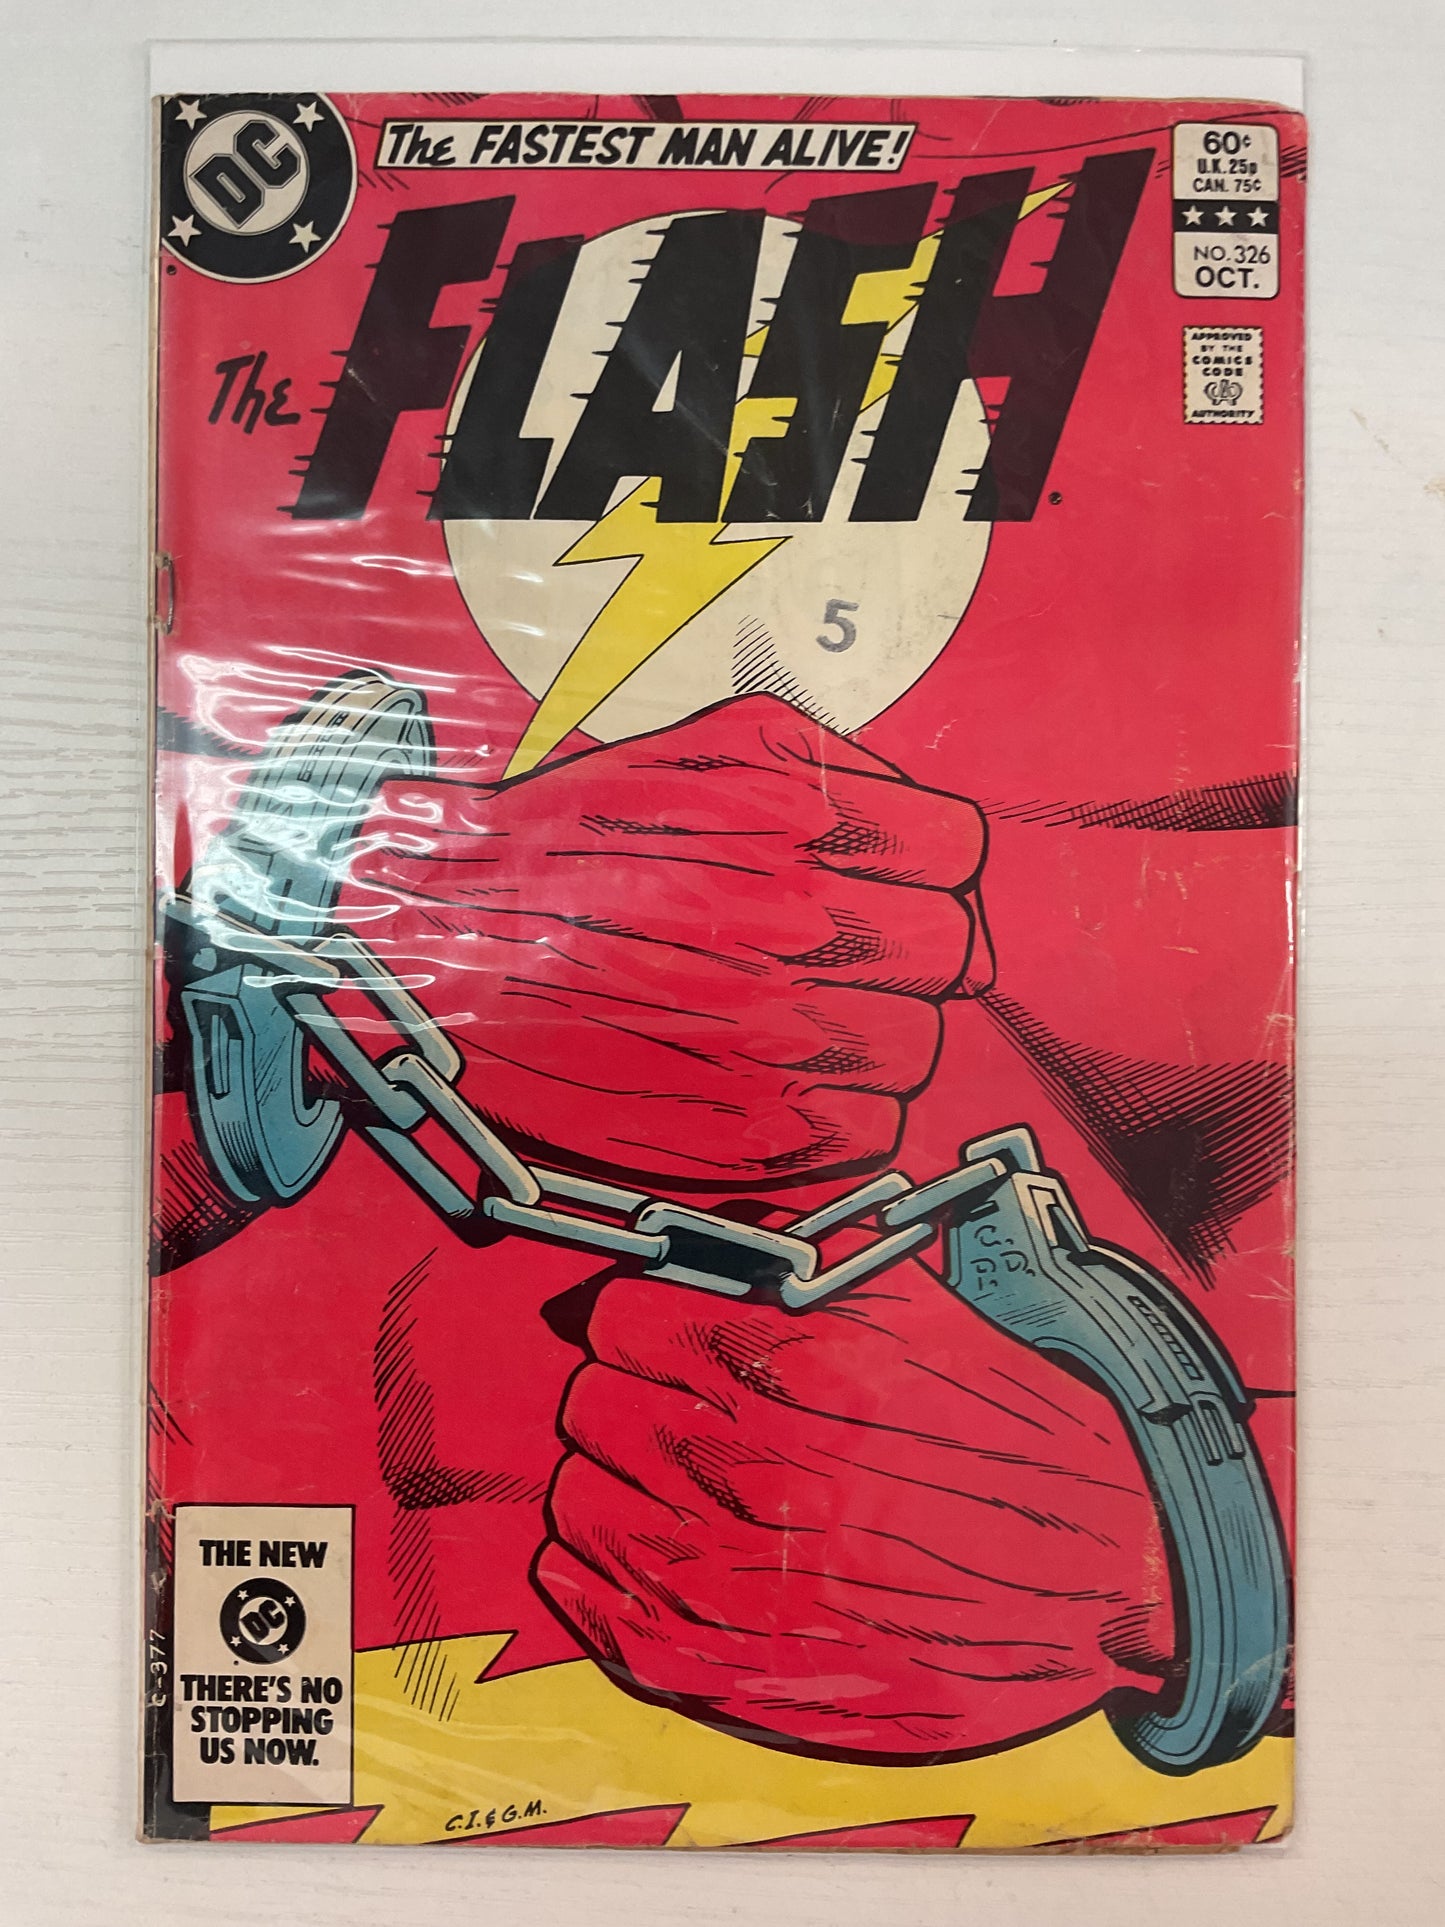 DC
The FASTEST MAN ALIVE!
60¢
U.K. 25p
CAN. 75¢
NO. 326
OCT.
The FLASH
APPROVED
BY THE
COMICS
CODE
AUTHORITY
5
C.
C.P.
D.
THE NEW
DC
THERE'S NO
STOPPING
US NOW.
377
C.I. & G.M.